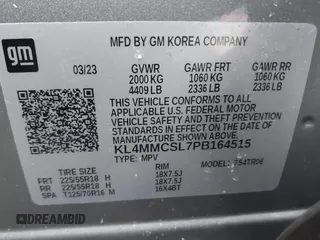 gm
MFD BY GM KOREA COMPANY
03/23 GVWR GAWR FRT GAWR RR
2000 KG 1060 KG 1060 KG
4409 LB 2336 LB 2336 LB
THIS VEHICLE CONFORMS TO ALL APPLICABLE
U.S. FEDERAL MOTOR VEHICLE SAFETY AND
THEFT PREVENTION STANDARDS IN EFFECT ON
THE DATE OF MANUFACTURE SHOWN ABOVE.
KL4MMCSL7PB164515
TYPE: MPV 754TR06
TIRE SIZE RIM
FRT 225/55R18 H 18X7.5J
RR 225/55R18 H 18X7.5J
SPA T125/70R16 M 16X4BT
DREAMBID